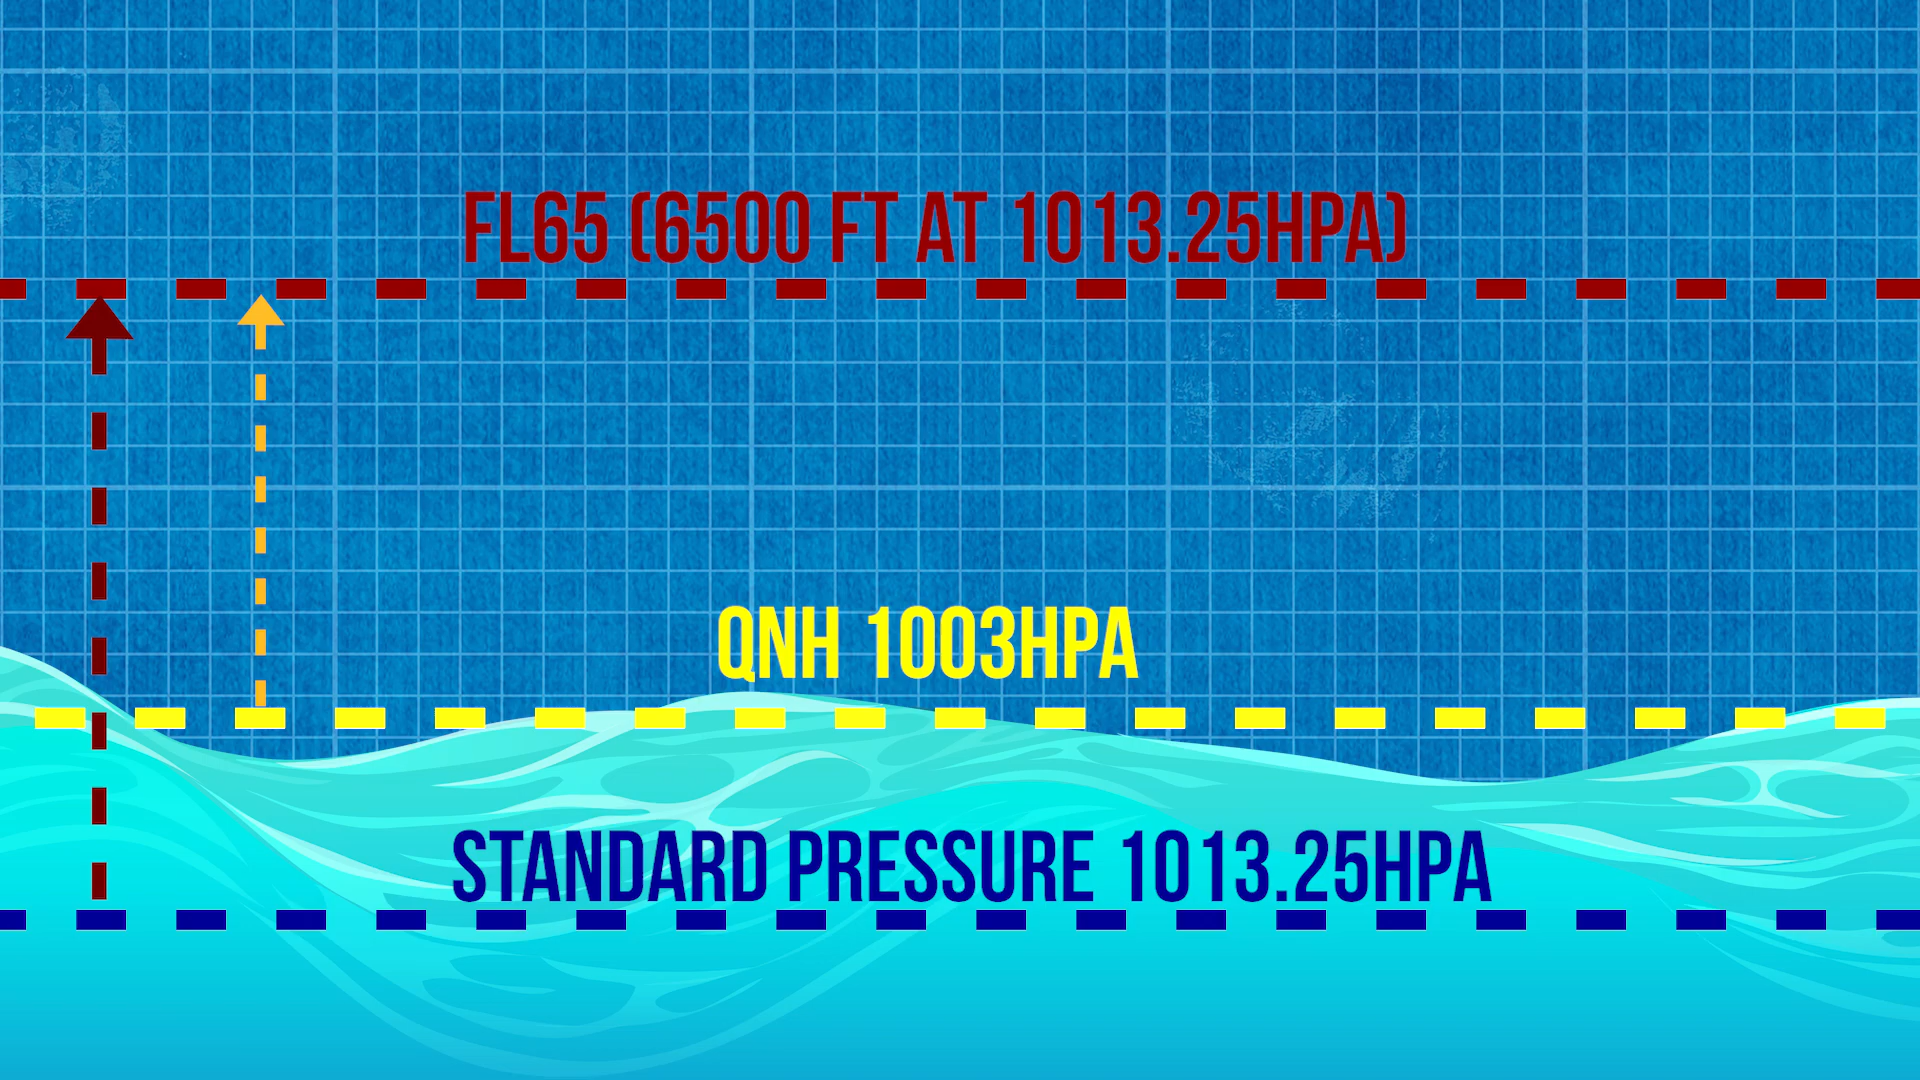 FL65 (6500 FT AT 1013.25HPA)
QNH 1003HPA
STANDARD PRESSURE 1013.25HPA